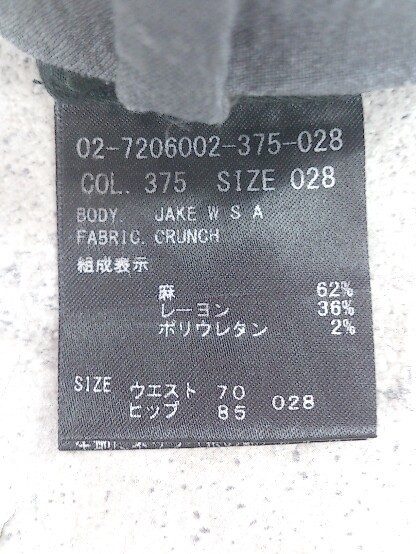 02-7206002-375-028
COL. 375 SIZE 028
BODY. JAKE W S A
FABRIC. CRUNCH
組成表示
麻 62%
レーヨン 36%
ポリウレタン 2%
SIZE ウエスト 70 028
ヒップ 85